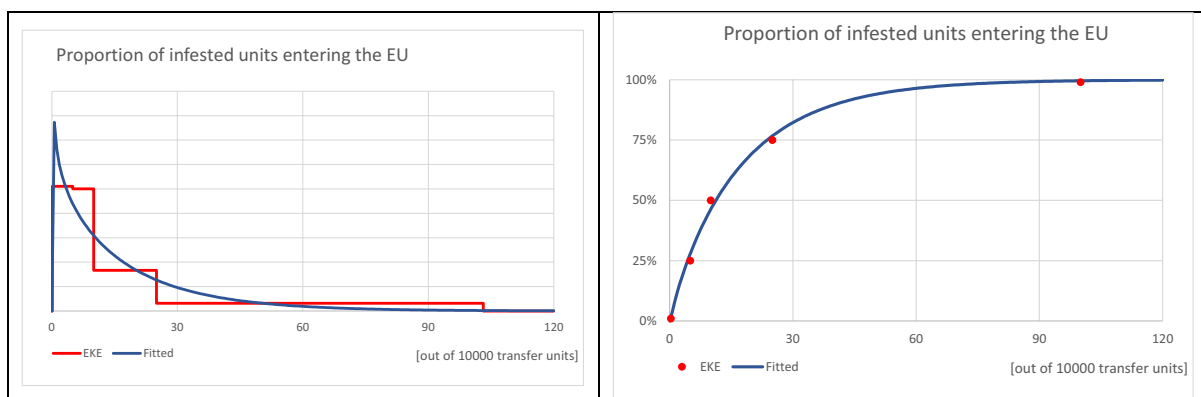 Proportion of infested units entering the EU
0 30 60 90 120
EKE Fitted [out of 10000 transfer units]
Proportion of infested units entering the EU
100%
75%
50%
25%
0%
0 30 60 90 120
EKE Fitted [out of 10000 transfer units]